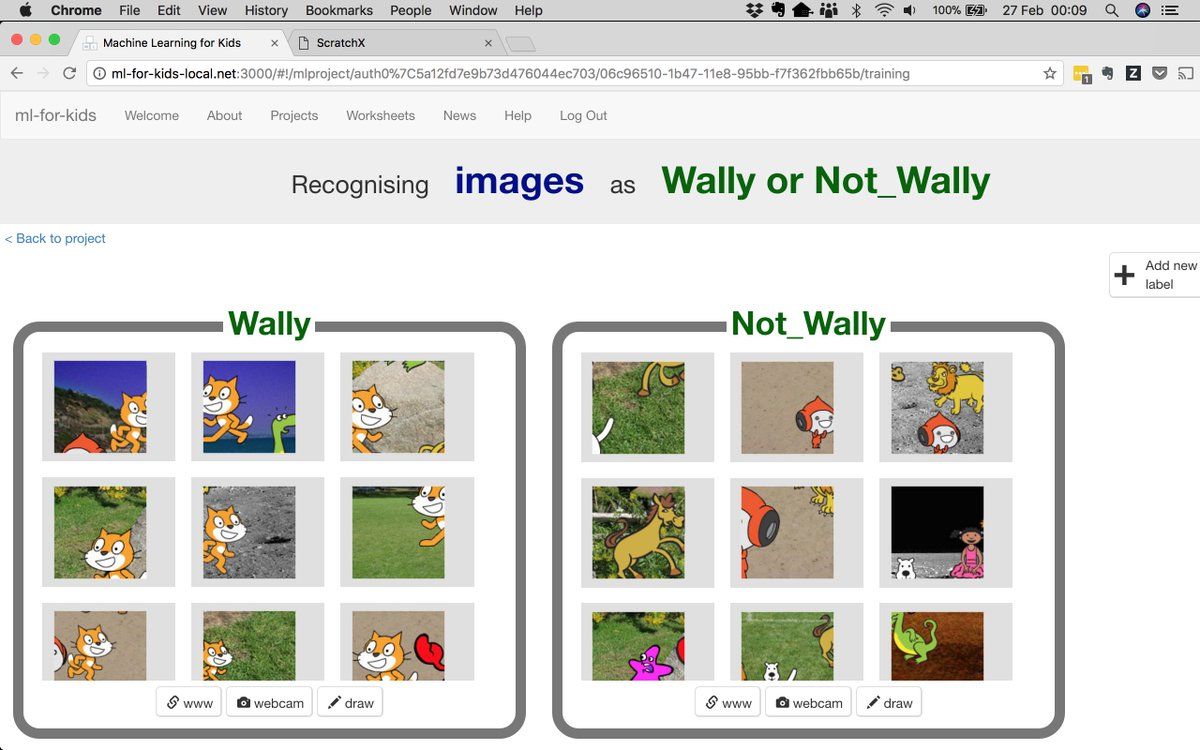 Chrome File Edit View History Bookmarks People Window Help 100% 27 Feb 00:09
Machine Learning for Kids ScratchX
ml-for-kids-local.net:3000/#!/mlproject/auth0%7C5a12fd7e9b73d476044ec703/06c96510-1b47-11e8-95bb-f7f362fbb65b/training 1 Z
ml-for-kids Welcome About Projects Worksheets News Help Log Out
Recognising images as Wally or Not_Wally
< Back to project
Add new
label
Wally
www webcam draw
Not_Wally
www webcam draw